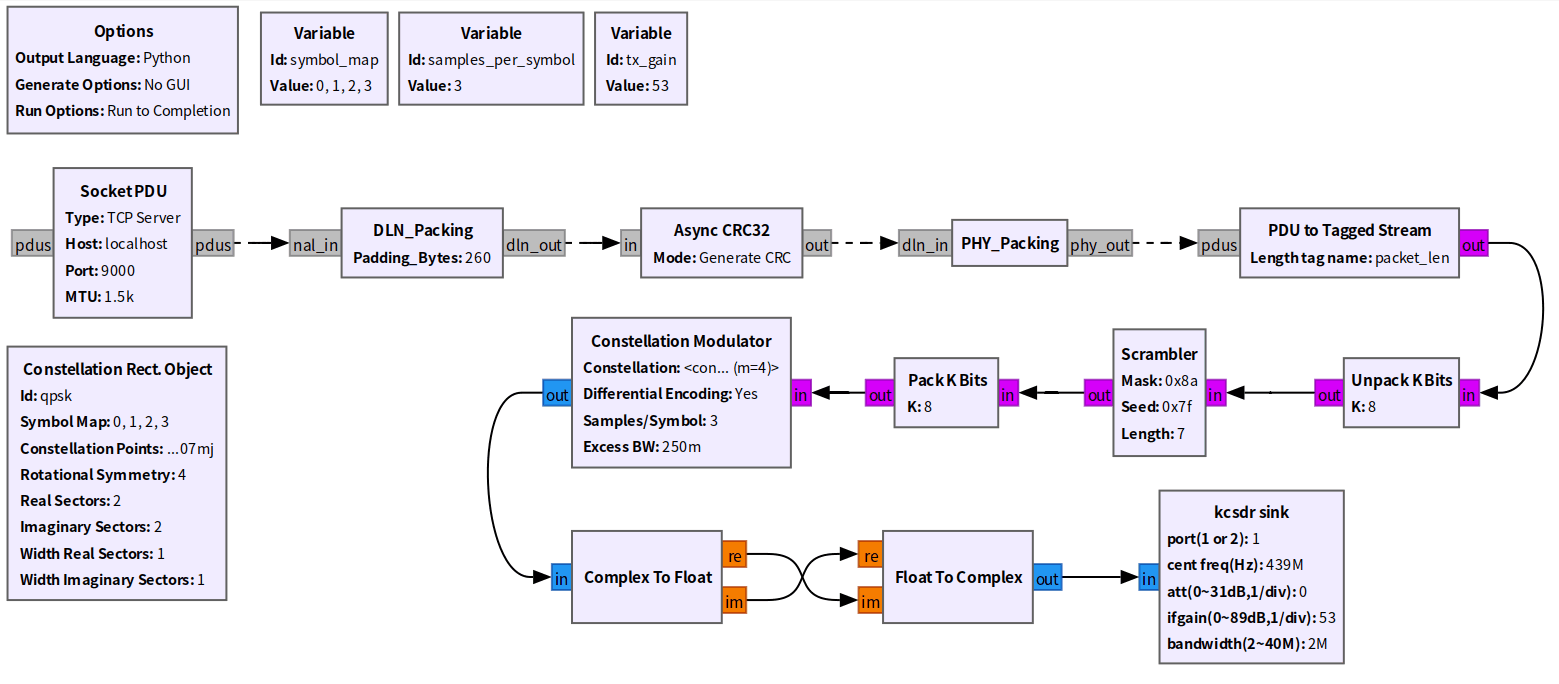 Options
Output Language: Python
Generate Options: No GUI
Run Options: Run to Completion
Variable
Id: symbol_map
Value: 0, 1, 2, 3
Variable
Id: samples_per_symbol
Value: 3
Variable
Id: tx_gain
Value: 53
pdus
Socket PDU
Type: TCP Server
Host: localhost
Port: 9000
MTU: 1.5k
pdus
nal_in
DLN_Packing
Padding_Bytes: 260
dln_out
in
Async CRC32
Mode: Generate CRC
out
dln_in
PHY_Packing
phy_out
pdus
PDU to Tagged Stream
Length tag name: packet_len
out
Constellation Rect. Object
Id: qpsk
Symbol Map: 0, 1, 2, 3
Constellation Points: ...07mj
Rotational Symmetry: 4
Real Sectors: 2
Imaginary Sectors: 2
Width Real Sectors: 1
Width Imaginary Sectors: 1
out
Constellation Modulator
Constellation: <con... (m=4)>
Differential Encoding: Yes
Samples/Symbol: 3
Excess BW: 250m
in
out
Pack K Bits
K: 8
in
out
Scrambler
Mask: 0x8a
Seed: 0x7f
Length: 7
in
out
Unpack K Bits
K: 8
in
in
Complex To Float
re
im
re
im
Float To Complex
out
in
kcsdr sink
port(1 or 2): 1
cent freq(Hz): 439M
att(0~31dB,1/div): 0
ifgain(0~89dB,1/div): 53
bandwidth(2~40M): 2M